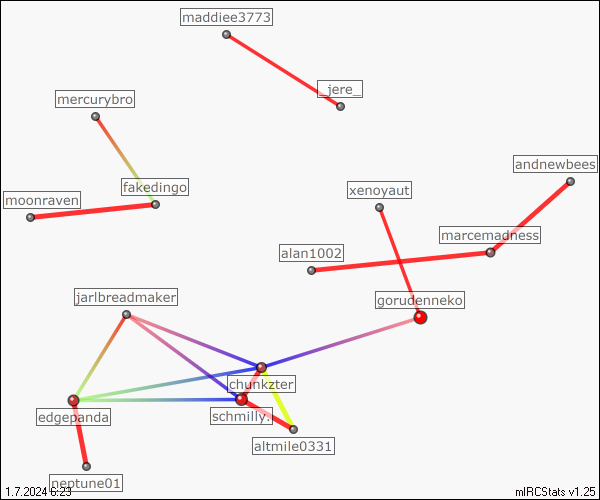 maddiee3773
_jere_
mercurybro
andnewbees
fakedingo
xenoyaut
moonraven
marcemadness
alan1002
jarlbreadmaker
gorudenneko
chunkzter
edgepanda
schmilly.
altmile0331
neptune01
1.7.2024 6:23
mIRCStats v1.25